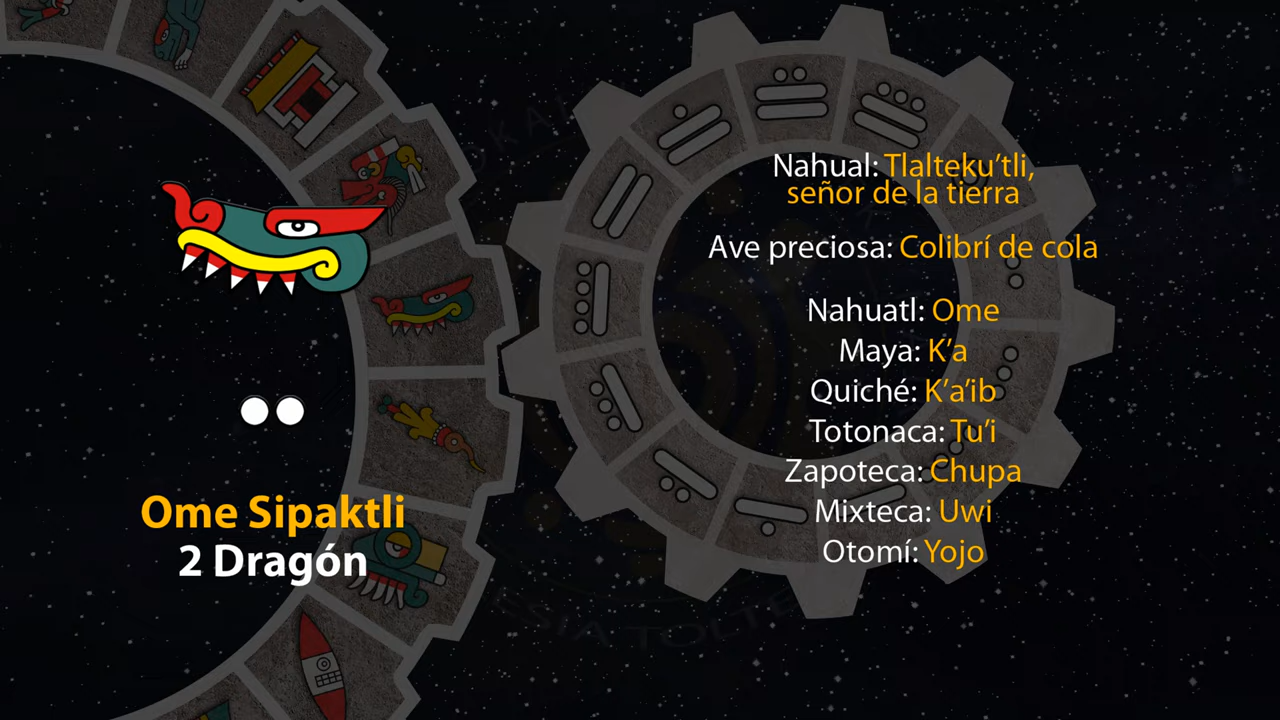 Nahual: Tlalteku’tli,
señor de la tierra
Ave preciosa: Colibrí de cola
Nahuatl: Ome
Maya: K’a
Quiché: K’a’ib
Totonaca: Tu’i
Zapoteca: Chupa
Mixteca: Uwi
Otomí: Yojo
Ome Sipaktli
2 Dragón